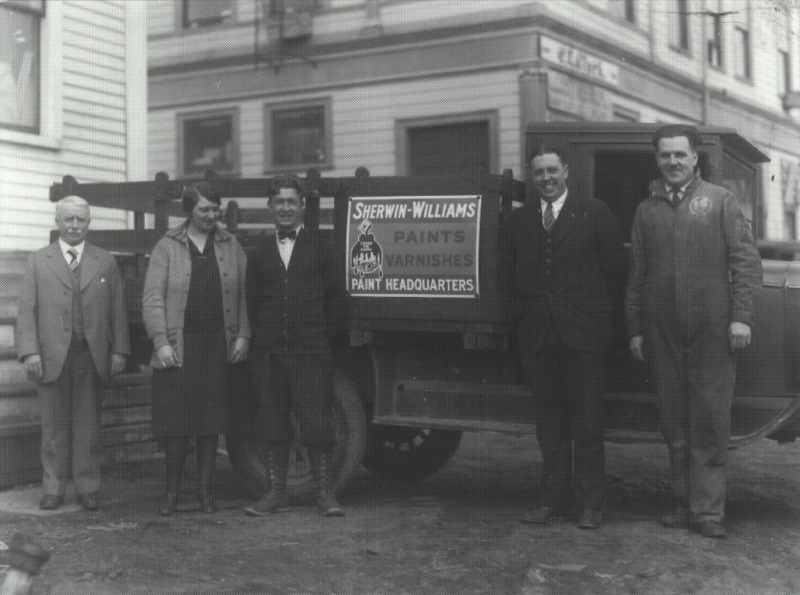 SHERWIN-WILLIAMS
PAINTS
VARNISHES
PAINT HEADQUARTERS